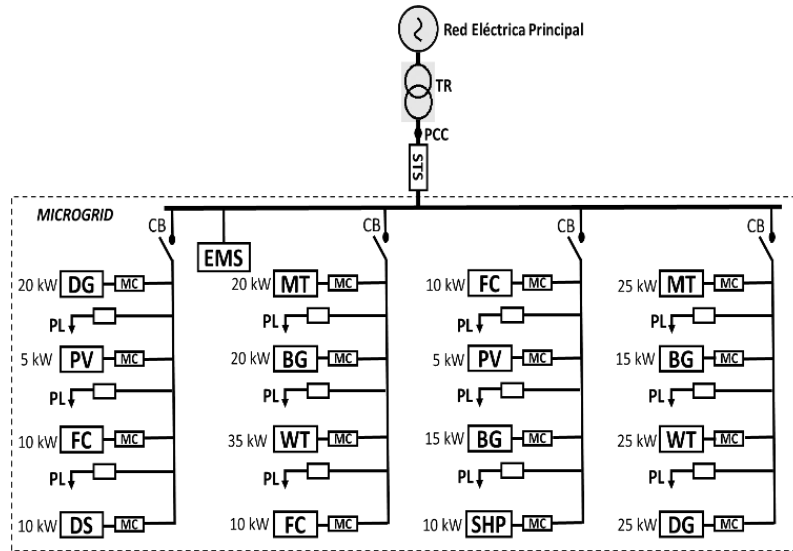 Red Eléctrica Principal
TR
PCC
STS
MICROGRID
CB CB CB CB
EMS
20 kW DG MC 20 kW MT MC 10 kW FC MC 25 kW MT MC
PL PL PL PL
5 kW PV MC 20 kW BG MC 5 kW PV MC 15 kW BG MC
PL PL PL PL
10 kW FC MC 35 kW WT MC 15 kW BG MC 25 kW WT MC
PL PL PL PL
10 kW DS MC 10 kW FC MC 10 kW SHP MC 25 kW DG MC